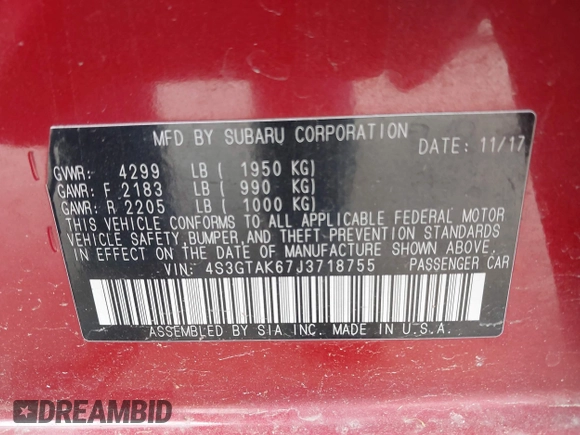 MFD BY SUBARU CORPORATION
DATE: 11/17
GVWR: 4299 LB ( 1950 KG)
GAWR: F 2183 LB ( 990 KG)
GAWR: R 2205 LB ( 1000 KG)
THIS VEHICLE CONFORMS TO ALL APPLICABLE FEDERAL MOTOR
VEHICLE SAFETY, BUMPER, AND THEFT PREVENTION STANDARDS
IN EFFECT ON THE DATE OF MANUFACTURE SHOWN ABOVE.
VIN: 4S3GTAK67J3718755 PASSENGER CAR
ASSEMBLED BY SIA INC. MADE IN U.S.A.
DREAMBID